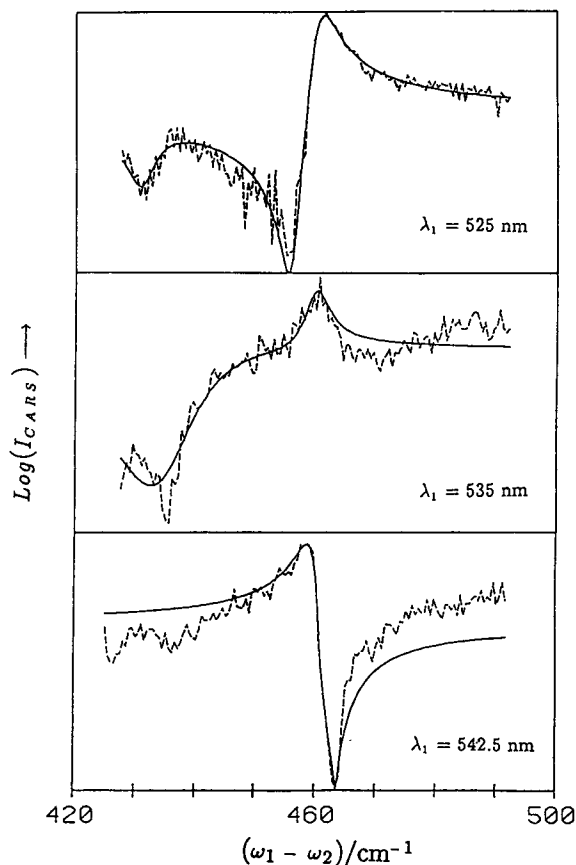 λ₁ = 525 nm
Log(I_CARS) ⟶
λ₁ = 535 nm
λ₁ = 542.5 nm
420 460 500
(ω₁ − ω₂)/cm⁻¹